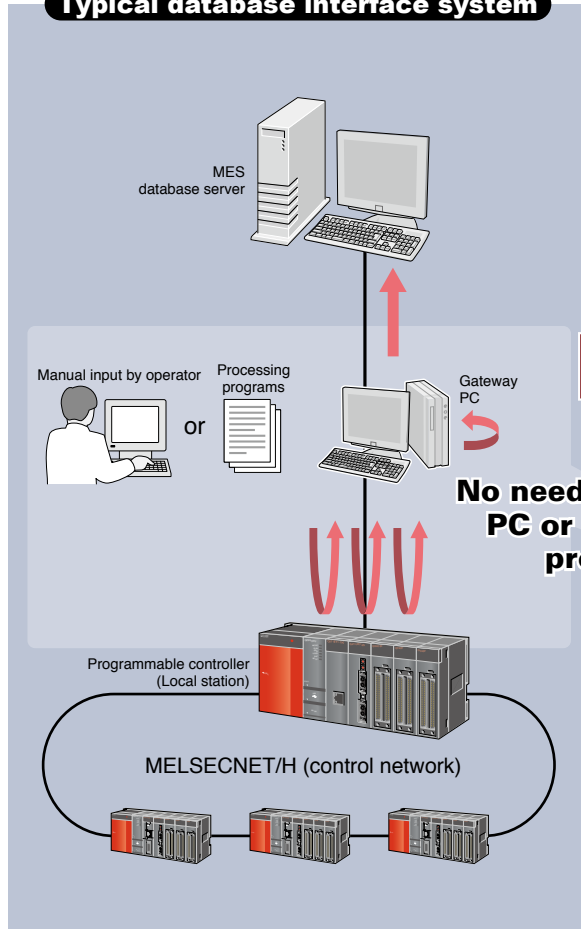 Typical database interface system
MES
database server
Manual input by operator
or
Processing
programs
Gateway
PC
No need
PC or
Programmable controller
(Local station)
MELSECNET/H (control network)